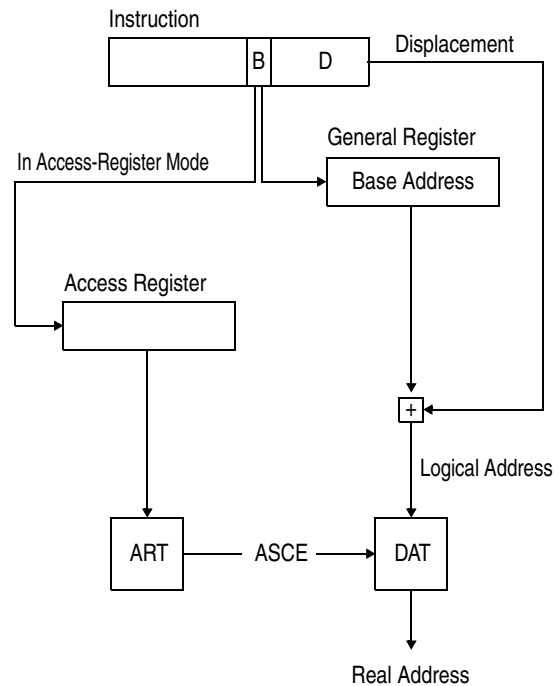 Instruction
B
D
Displacement
General Register
In Access-Register Mode
Base Address
Access Register
+
Logical Address
ART
ASCE
DAT
Real Address